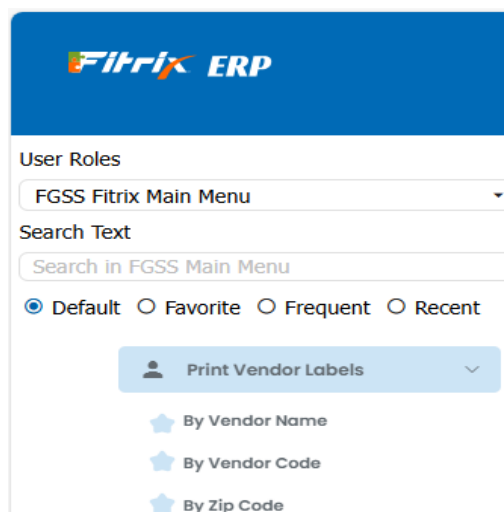 Fitrix ERP
User Roles
FGSS Fitrix Main Menu
Search Text
Search in FGSS Main Menu
Default Favorite Frequent Recent
Print Vendor Labels
By Vendor Name
By Vendor Code
By Zip Code